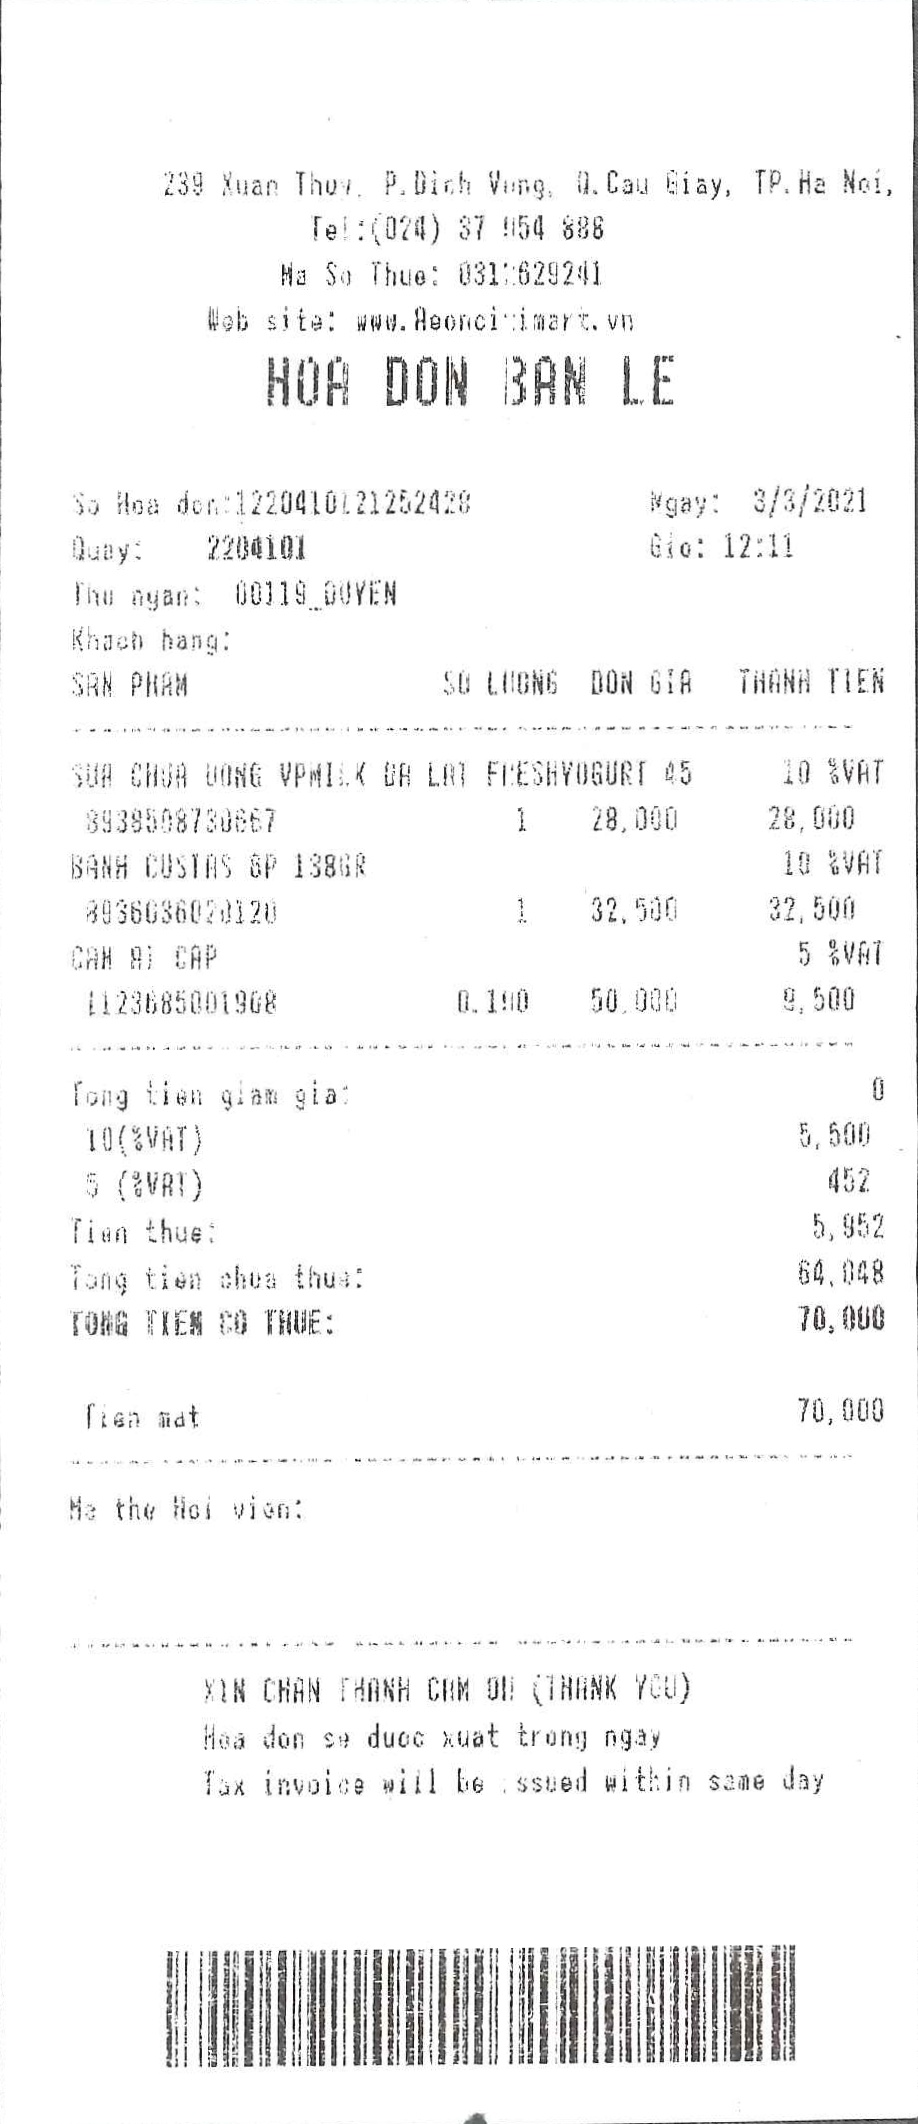 239 Xuan Thuy, P.Dich Vong, Q.Cau Giay, TP.Ha Noi,
Tel:(024) 37 954 888
Ma So Thue: 0312629241
Web site: www.Aeoncitimart.vn
HOA DON BAN LE
So Hoa don:1220410121252428 Ngay: 3/3/2021
Quay: 2204101 Gio: 12:11
Thu ngan: 00119_DUYEN
Khach hang:
SAN PHAM SO LUONG DON GIA THANH TIEN
SUA CHUA UONG VPMILK DA LAT FRESHYOGURT 45 10 %VAT
8938508730667 1 28,000 28,000
BANH CUSTAS 6P 138GR 10 %VAT
8936036020120 1 32,500 32,500
CAM AI CAP 5 %VAT
1123685001908 0.190 50,000 9,500
Tong tien giam gia: 0
10(%VAT) 5,500
5 (%VAT) 452
Tien thue: 5,952
Tong tien chua thue: 64,048
TONG TIEN CO THUE: 70,000
Tien mat 70,000
Ma the Hoi vien:
XIN CHAN THANH CAM ON (THANK YOU)
Hoa don se duoc xuat trong ngay
Tax invoice will be issued within same day